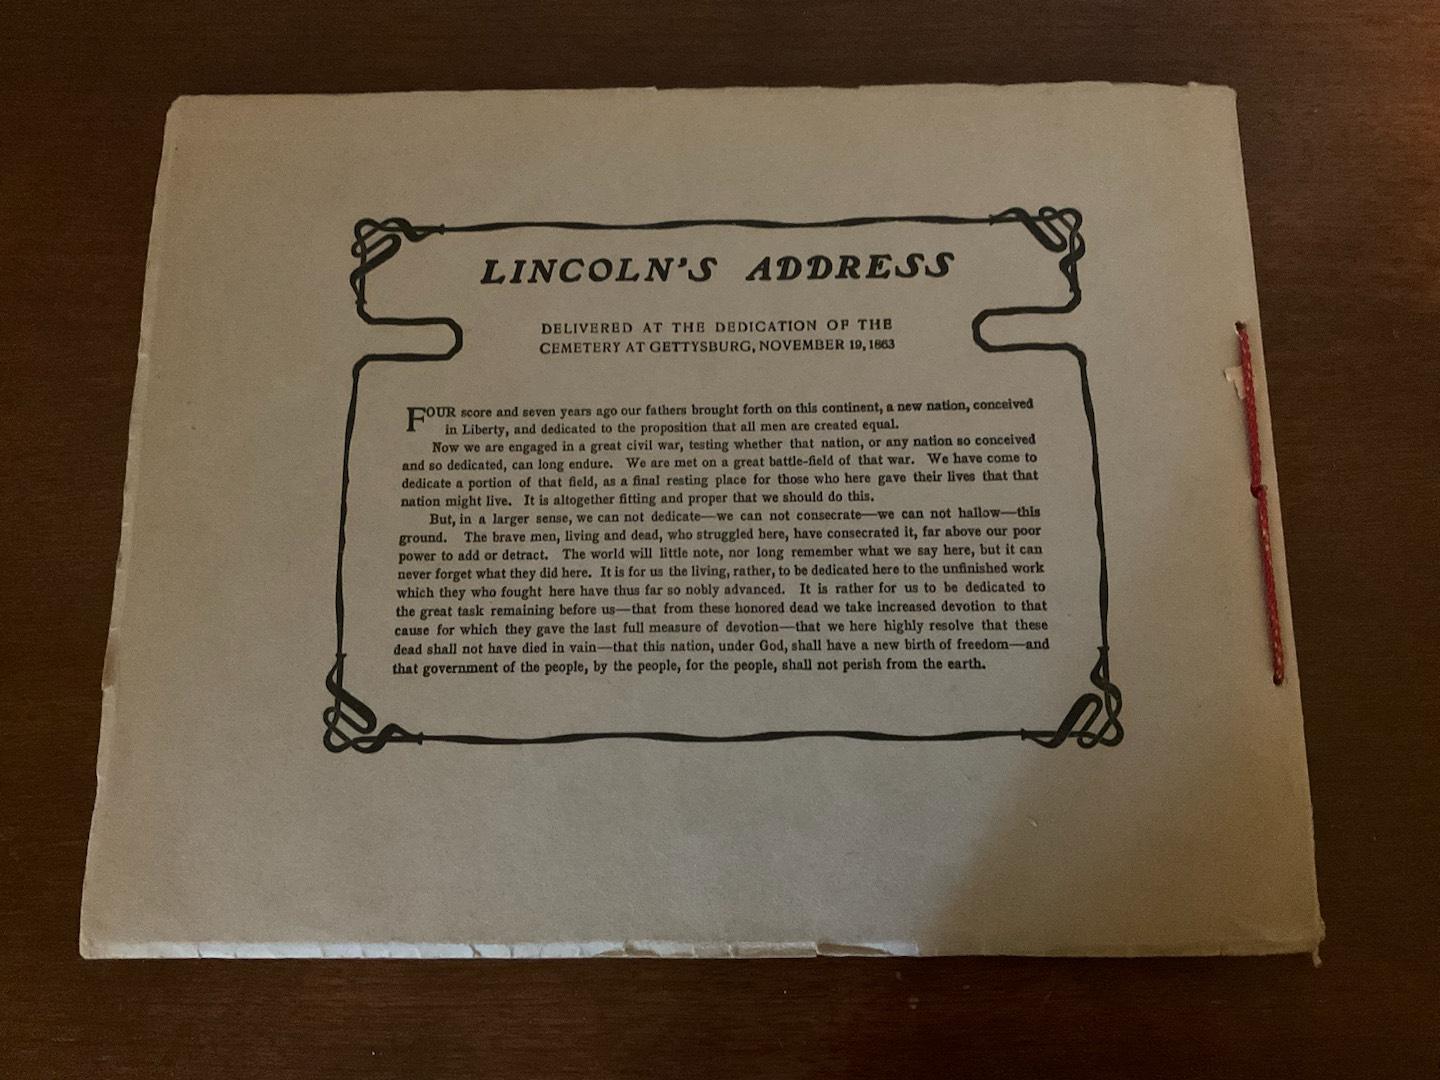 LINCOLN'S ADDRESS
DELIVERED AT THE DEDICATION OF THE
CEMETERY AT GETTYSBURG, NOVEMBER 19, 1863
FOUR score and seven years ago our fathers brought forth on this continent, a new nation, conceived
in Liberty, and dedicated to the proposition that all men are created equal.
Now we are engaged in a great civil war, testing whether that nation, or any nation so conceived
and so dedicated, can long endure. We are met on a great battle-field of that war. We have come to
dedicate a portion of that field, as a final resting place for those who here gave their lives that that
nation might live. It is altogether fitting and proper that we should do this.
But, in a larger sense, we can not dedicate—we can not consecrate—we can not hallow—this
ground. The brave men, living and dead, who struggled here, have consecrated it, far above our poor
power to add or detract. The world will little note, nor long remember what we say here, but it can
never forget what they did here. It is for us the living, rather, to be dedicated here to the unfinished work
which they who fought here have thus far so nobly advanced. It is rather for us to be dedicated to
the great task remaining before us—that from these honored dead we take increased devotion to that
cause for which they gave the last full measure of devotion—that we here highly resolve that these
dead shall not have died in vain—that this nation, under God, shall have a new birth of freedom—and
that government of the people, by the people, for the people, shall not perish from the earth.